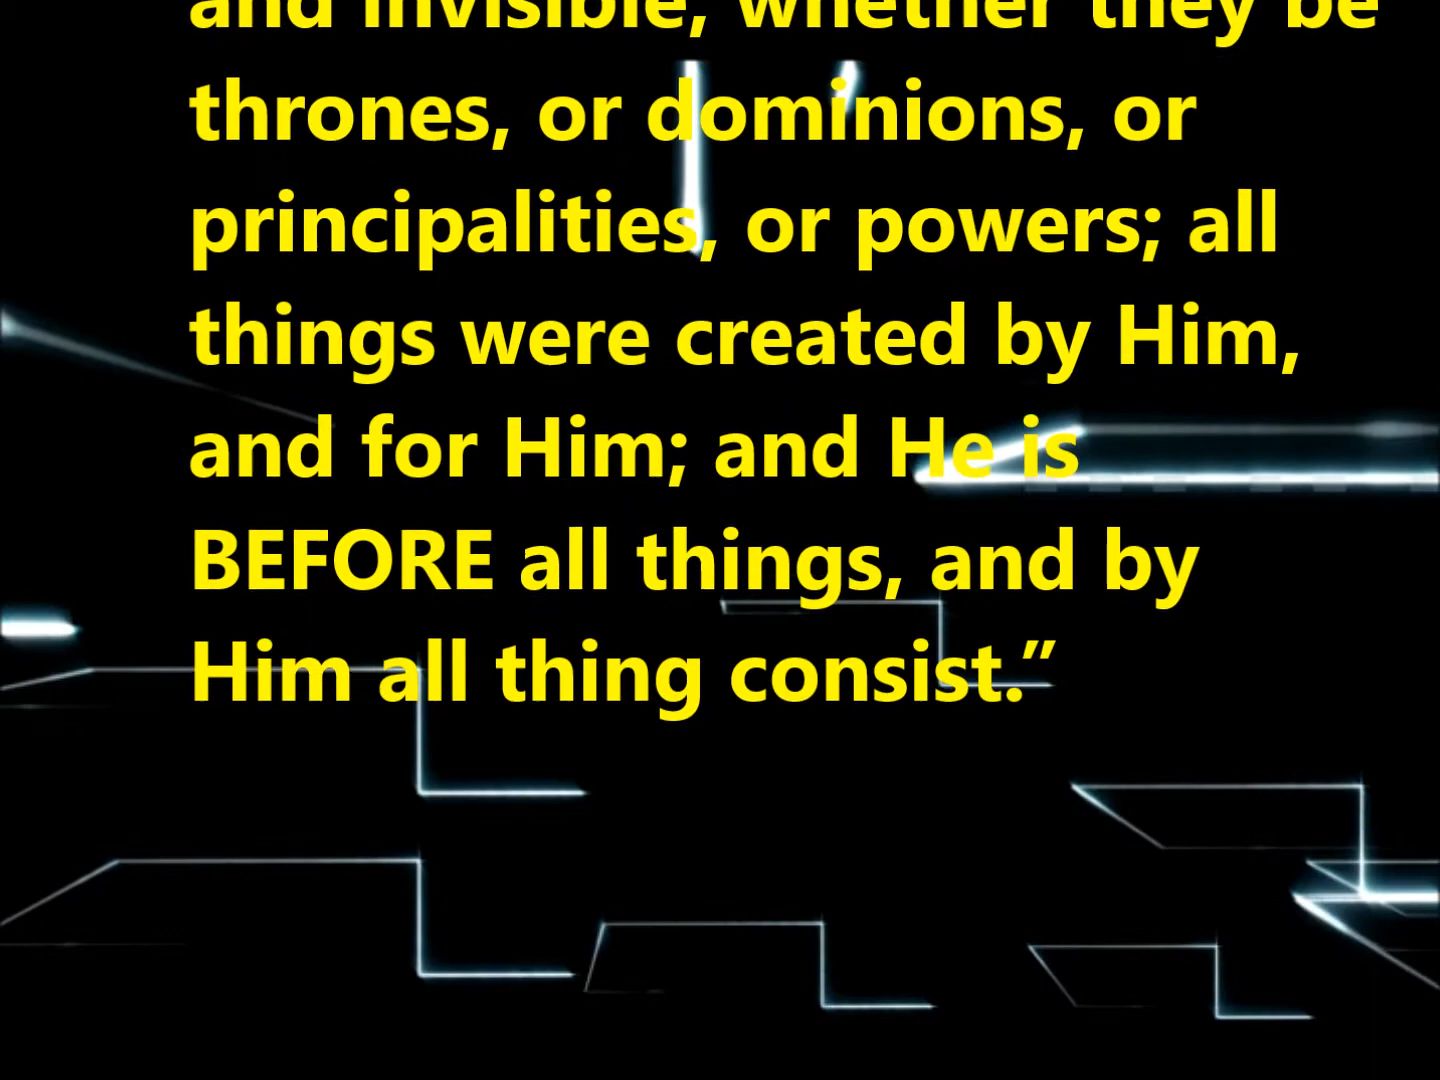 and invisible, whether they be
thrones, or dominions, or
principalities, or powers; all
things were created by Him,
and for Him; and He is
BEFORE all things, and by
Him all thing consist.”